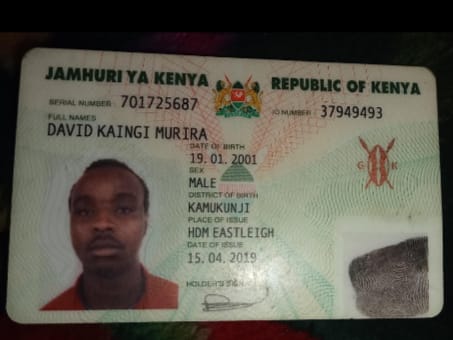 JAMHURI YA KENYA REPUBLIC OF KENYA
SERIAL NUMBER: 701725687 ID NUMBER: 37949493
FULL NAMES
DAVID KAINGI MURIRA
DATE OF BIRTH
19. 01. 2001
SEX
MALE
DISTRICT OF BIRTH
KAMUKUNJI
PLACE OF ISSUE
HDM EASTLEIGH
DATE OF ISSUE
15. 04. 2019
HOLDER'S SIGN.
G K